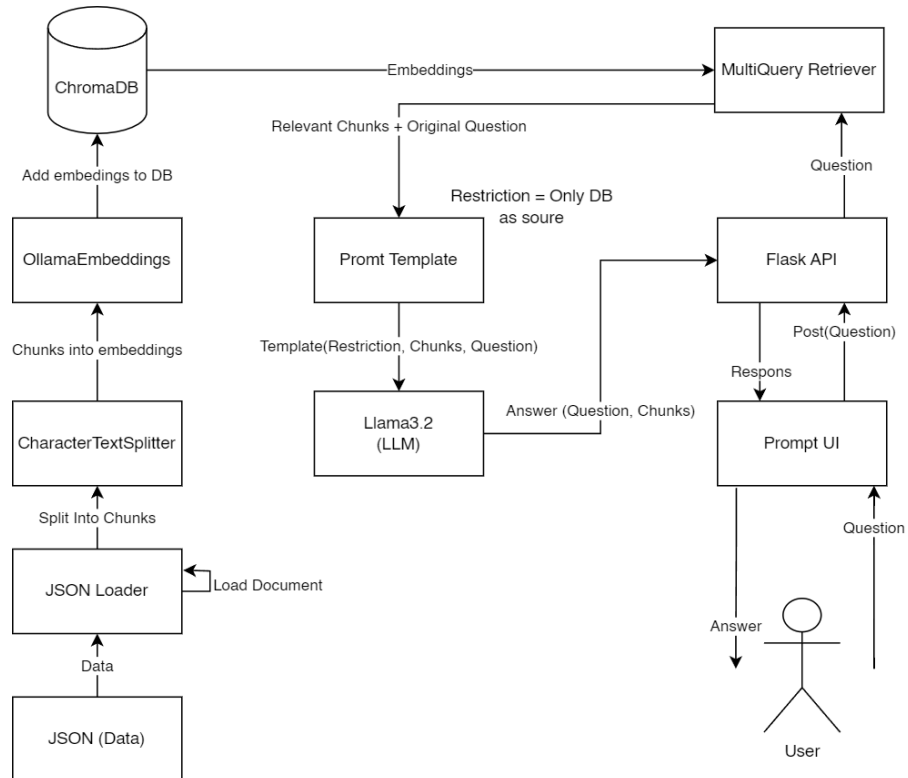 ChromaDB
Embeddings
MultiQuery Retriever
Relevant Chunks + Original Question
Add embedings to DB
Question
Restriction = Only DB
as soure
OllamaEmbeddings
Promt Template
Flask API
Chunks into embeddings
Template(Restriction, Chunks, Question)
Post(Question)
Respons
CharacterTextSplitter
Llama3.2
(LLM)
Answer (Question, Chunks)
Prompt UI
Split Into Chunks
Question
JSON Loader
Load Document
Answer
Data
JSON (Data)
User